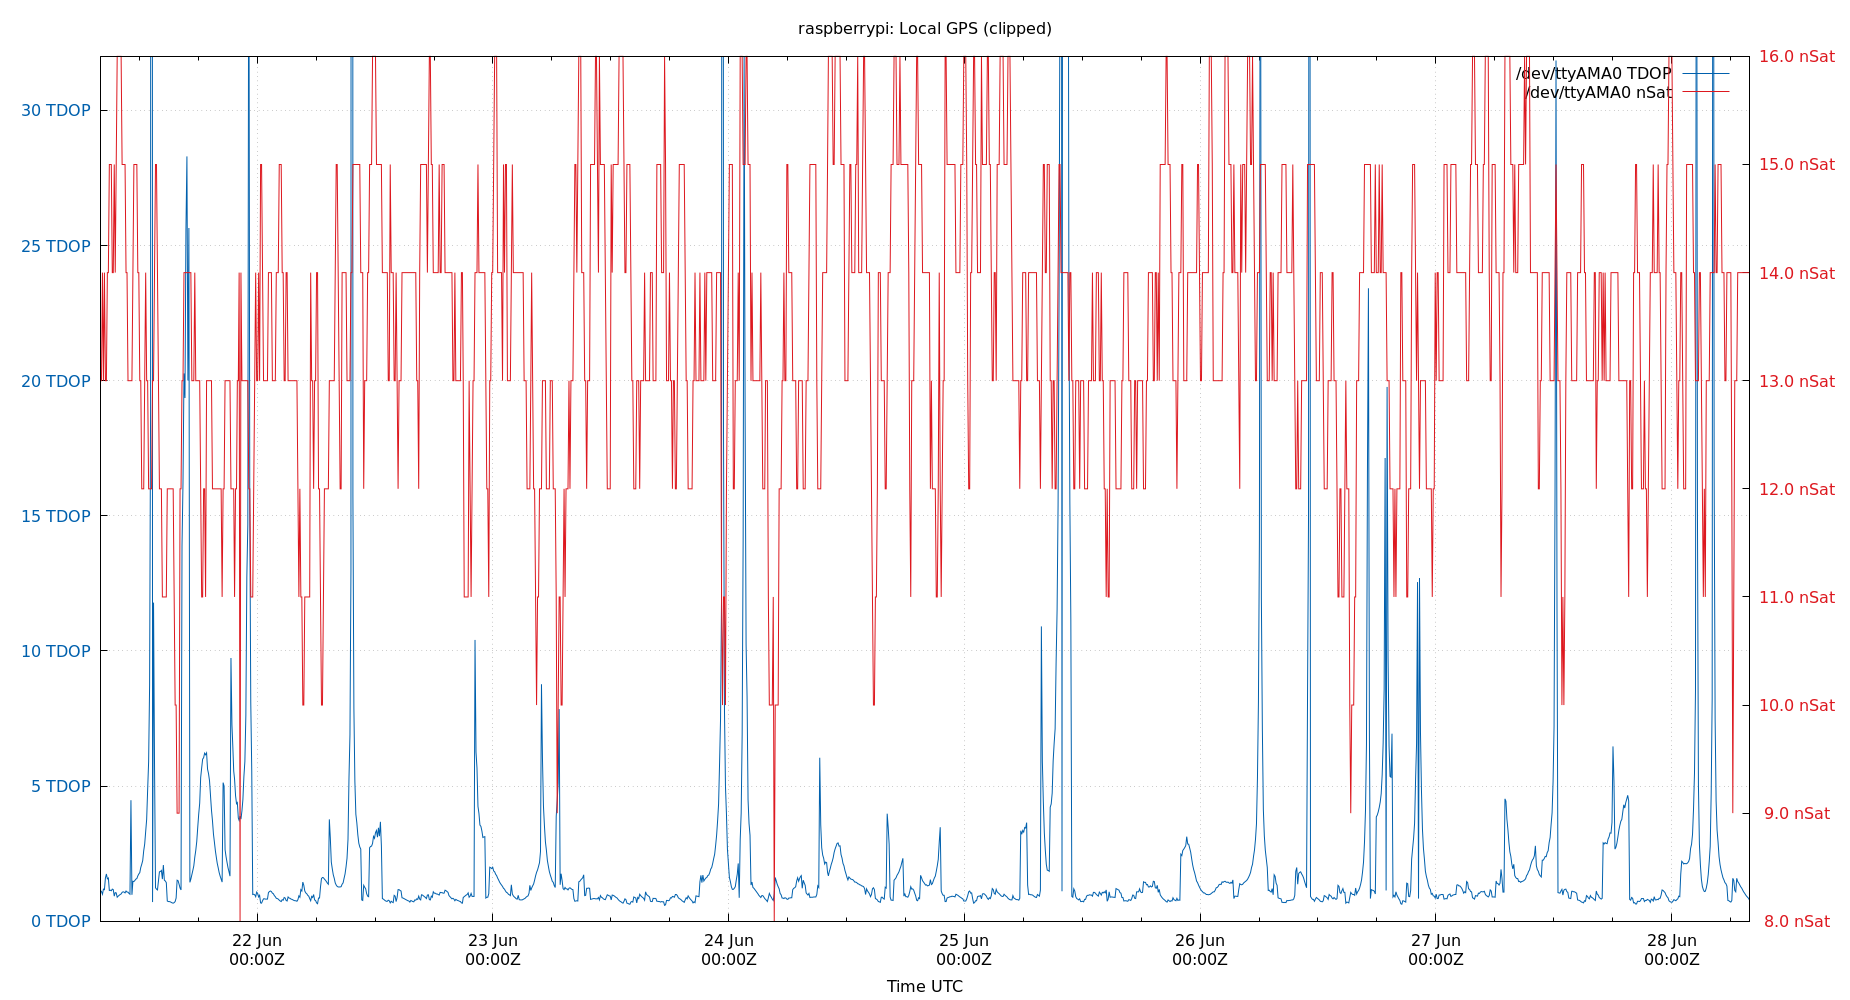 raspberrypi: Local GPS (clipped)
16.0 nSat
/dev/ttyAMA0 TDOP
/dev/ttyAMA0 nSat
30 TDOP
15.0 nSat
25 TDOP
14.0 nSat
20 TDOP
13.0 nSat
12.0 nSat
15 TDOP
11.0 nSat
10 TDOP
10.0 nSat
5 TDOP
9.0 nSat
0 TDOP
8.0 nSat
22 Jun 23 Jun 24 Jun 25 Jun 26 Jun 27 Jun 28 Jun
00:00Z 00:00Z 00:00Z 00:00Z 00:00Z 00:00Z 00:00Z
Time UTC